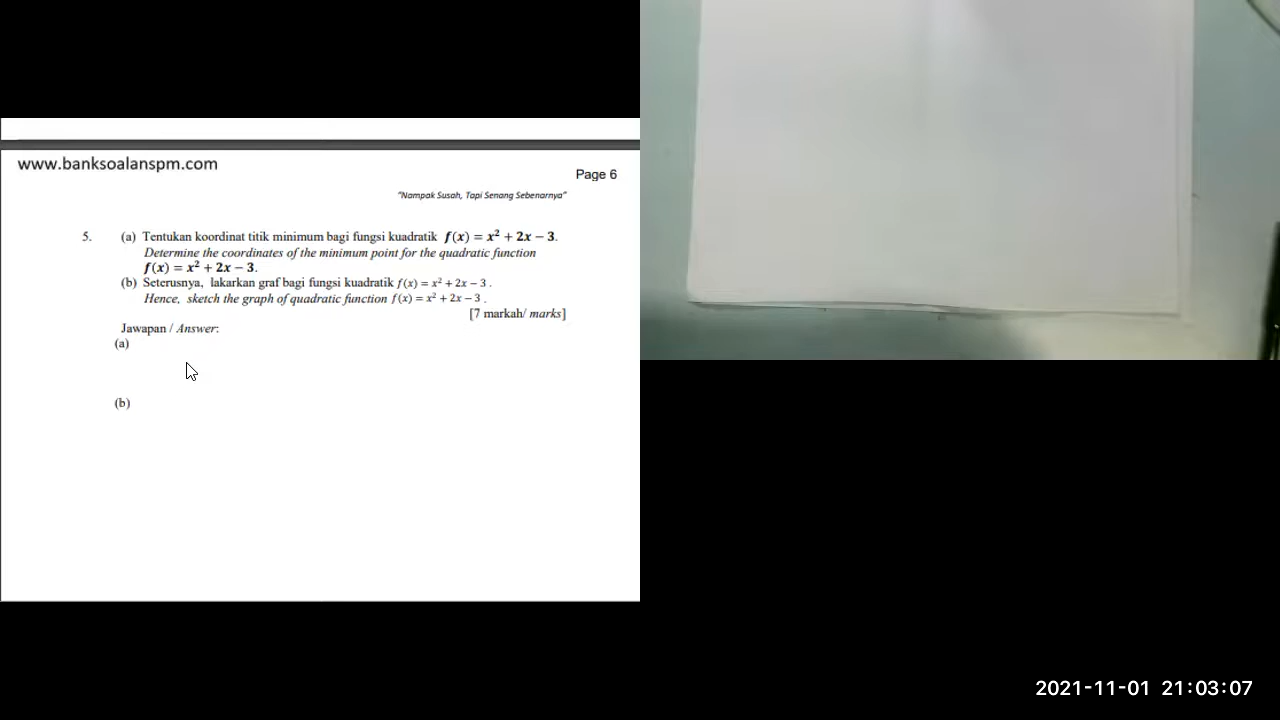 www.banksoalanspm.com
Page 6
"Nampak Susah, Tapi Senang Sebenarnya"
5. (a) Tentukan koordinat titik minimum bagi fungsi kuadratik f(x) = x² + 2x − 3.
Determine the coordinates of the minimum point for the quadratic function
f(x) = x² + 2x − 3.
(b) Seterusnya, lakarkan graf bagi fungsi kuadratik f(x) = x² + 2x − 3 .
Hence, sketch the graph of quadratic function f(x) = x² + 2x − 3 .
[7 markah/ marks]
Jawapan / Answer:
(a)
(b)
2021-11-01 21:03:07